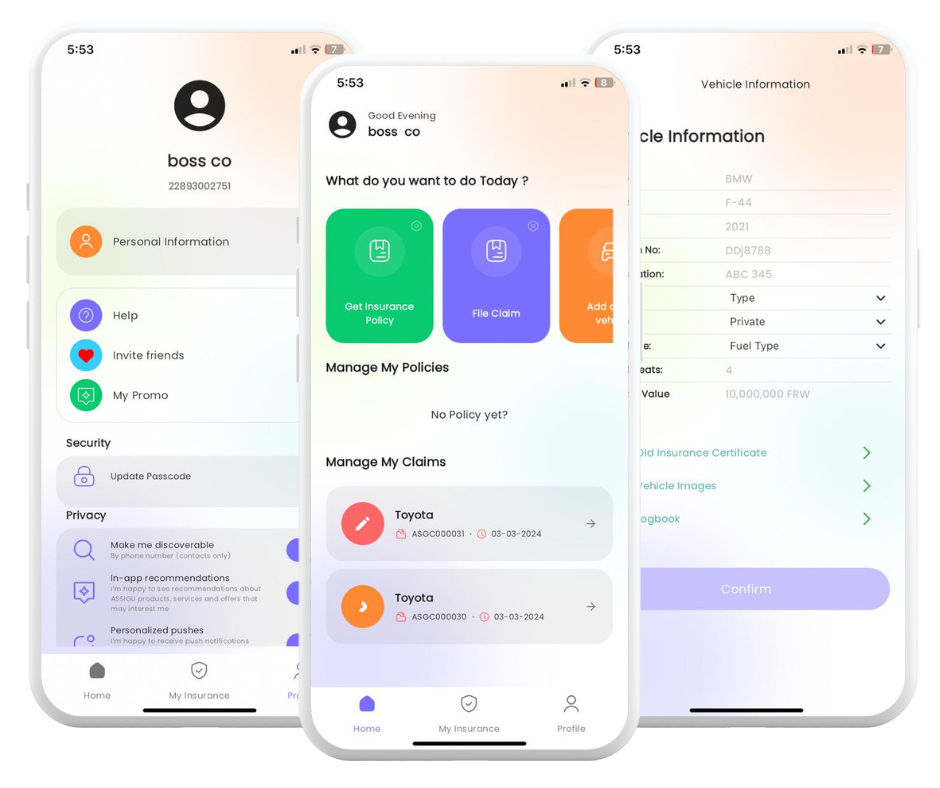 5:53
7
boss co
22893002751
Personal Information
Help
Invite friends
My Promo
Security
Update Passcode
Privacy
Make me discoverable
By phone number (contacts only)
In-app recommendations
I'm happy to see recommendations about
ASSIGU products, services and offers that
may interest me
Personalized pushes
I'm happy to receive push notifications
Home
My Insurance
5:53
8
Good Evening
boss co
What do you want to do Today ?
Get Insurance
Policy
File Claim
Add
Manage My Policies
No Policy yet?
Manage My Claims
Toyota
ASGC000031 · 03-03-2024
Toyota
ASGC000030 · 03-03-2024
Home
My Insurance
Profile
5:53
7
Vehicle Information
cle Information
BMW
F-44
2021
No: DDj8788
ation: ABC 345
Type
Private
e: Fuel Type
eats: 4
Value 10,000,000 FRW
Old Insurance Certificate
Vehicle Images
ogbook
Confirm